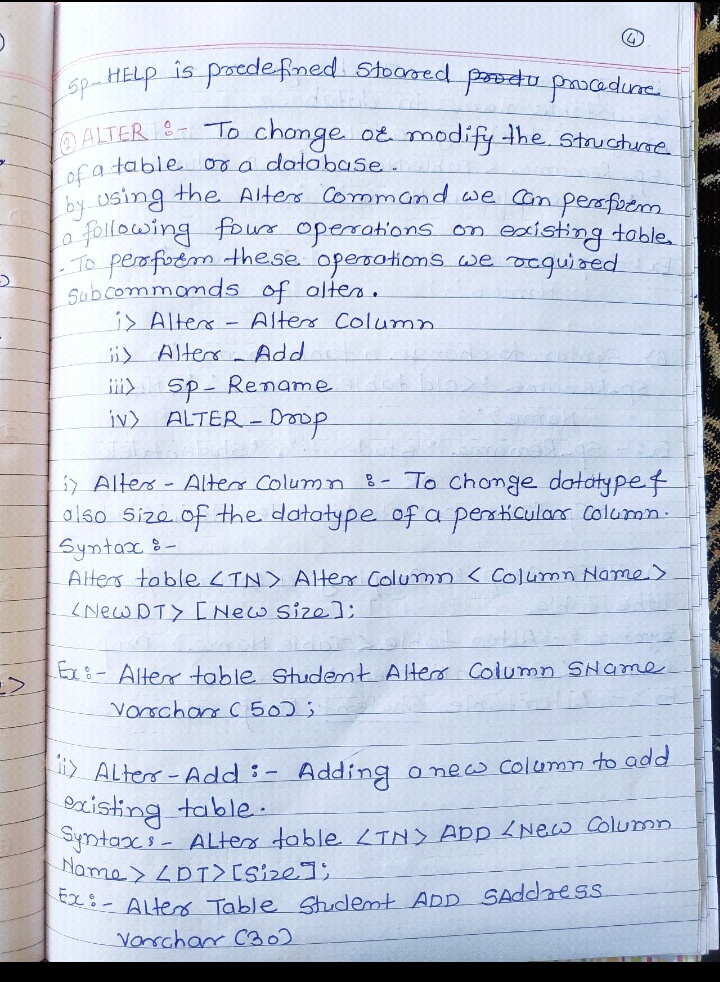 4
Sp-HELP is predefined stoored procedure
② ALTER :- To change or modify the structure
of a table or a database.
by using the Alter Command we can perform
a following four operations on existing table.
- To perform these operations we required
Subcommands of alter.
i> Alter - Alter Column
ii> Alter - Add
iii> Sp - Rename
iv> ALTER - Drop
i> Alter - Alter Column :- To change datatype &
also size of the datatype of a perticular column.
Syntax :-
Alter table <TN> Alter Column < Column Name>
<New DT> [New Size];
Ex:- Alter table Student Alter Column SName
Varchar (50);
ii> Alter-Add :- Adding a new column to add
existing table.
Syntax:- Alter table <TN> ADD <New Column
Name> <DT> [Size];
Ex:- Alter Table Student ADD SAddress
Varchar (30)